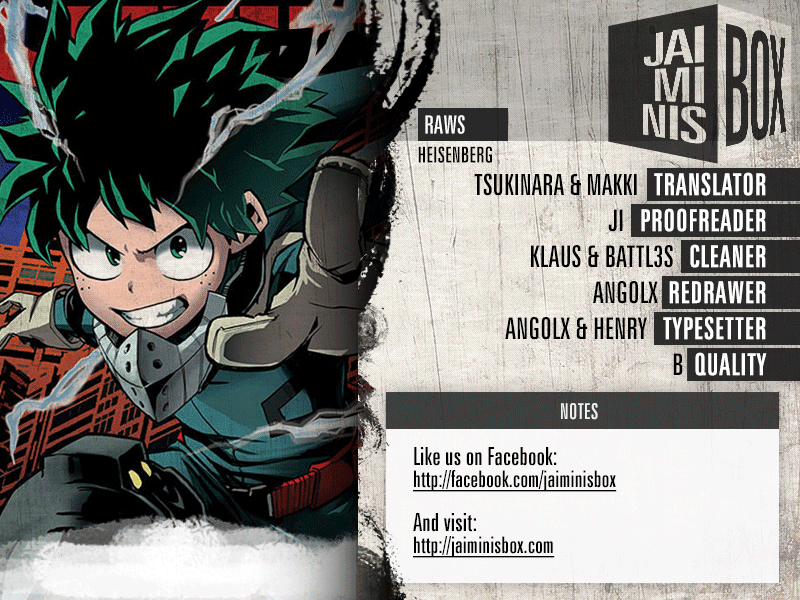 JAI
MI
NIS
BOX
RAWS
HEISENBERG
TSUKINARA & MAKKI TRANSLATOR
JI PROOFREADER
KLAUS & BATTL3S CLEANER
ANGOLX REDRAWER
ANGOLX & HENRY TYPESETTER
B QUALITY
NOTES
Like us on Facebook:
http://facebook.com/jaiminisbox
And visit:
http://jaiminisbox.com